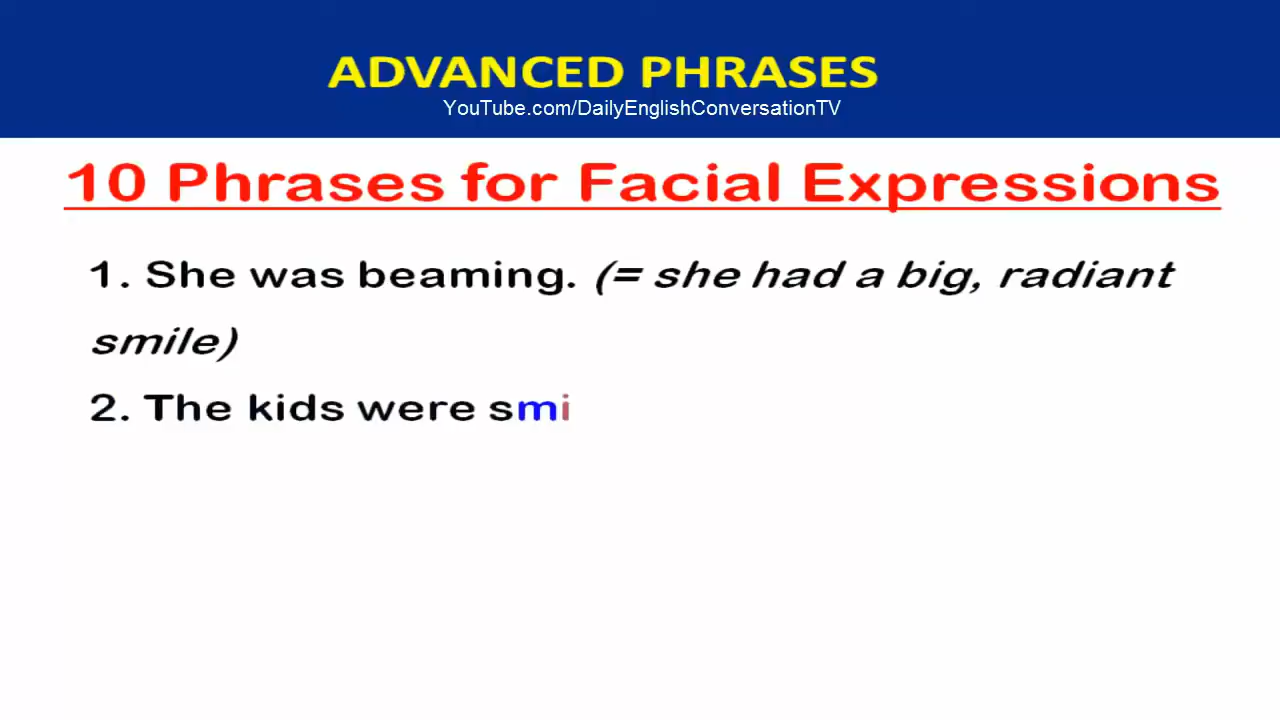 ADVANCED PHRASES
YouTube.com/DailyEnglishConversationTV
10 Phrases for Facial Expressions
1. She was beaming. (= she had a big, radiant
smile)
2. The kids were smi